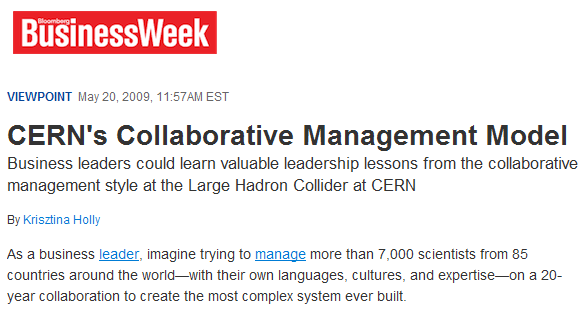 Bloomberg
BusinessWeek
VIEWPOINT May 20, 2009, 11:57AM EST
CERN's Collaborative Management Model
Business leaders could learn valuable leadership lessons from the collaborative
management style at the Large Hadron Collider at CERN
By Krisztina Holly
As a business leader, imagine trying to manage more than 7,000 scientists from 85
countries around the world—with their own languages, cultures, and expertise—on a 20-
year collaboration to create the most complex system ever built.